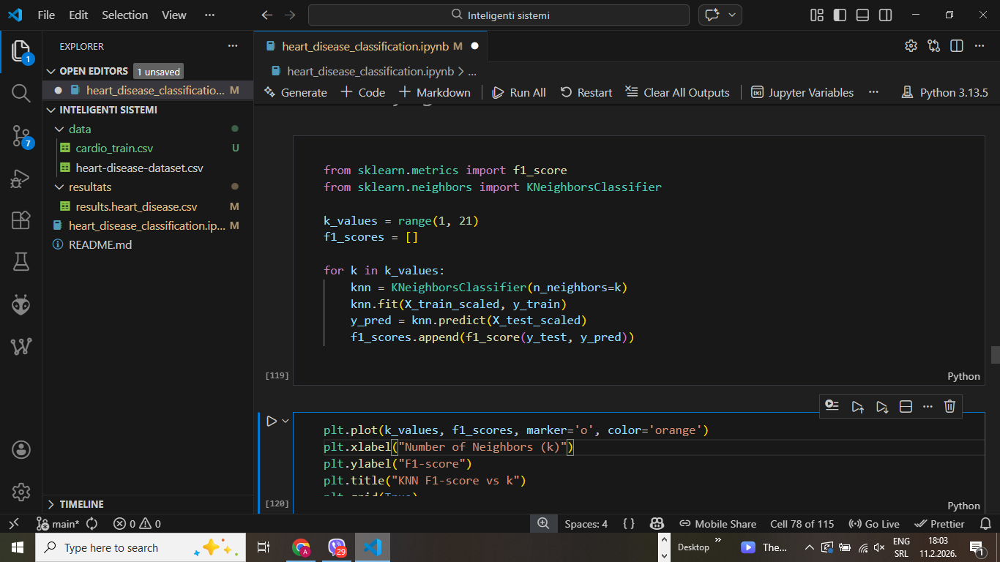 File Edit Selection View ···
Inteligenti sistemi
EXPLORER
OPEN EDITORS 1 unsaved
heart_disease_classificatio... M
INTELIGENTI SISTEMI
data
cardio_train.csv U
heart-disease-dataset.csv
resultats
results.heart_disease.csv M
heart_disease_classification.ip... M
README.md
TIMELINE
1
7
heart_disease_classification.ipynb M
heart_disease_classification.ipynb > ...
Generate + Code + Markdown Run All Restart Clear All Outputs Jupyter Variables ··· Python 3.13.5
from sklearn.metrics import f1_score
from sklearn.neighbors import KNeighborsClassifier
k_values = range(1, 21)
f1_scores = []
for k in k_values:
knn = KNeighborsClassifier(n_neighbors=k)
knn.fit(X_train_scaled, y_train)
y_pred = knn.predict(X_test_scaled)
f1_scores.append(f1_score(y_test, y_pred))
[119]
Python
plt.plot(k_values, f1_scores, marker='o', color='orange')
plt.xlabel("Number of Neighbors (k)")
plt.ylabel("F1-score")
plt.title("KNN F1-score vs k")
plt.grid(True)
[120]
Python
main* 0 0 Spaces: 4 {} Mobile Share Cell 78 of 115 Go Live Prettier
Type here to search
A
29
Desktop
The...
ENG
SRL
18:03
11.2.2026.
1